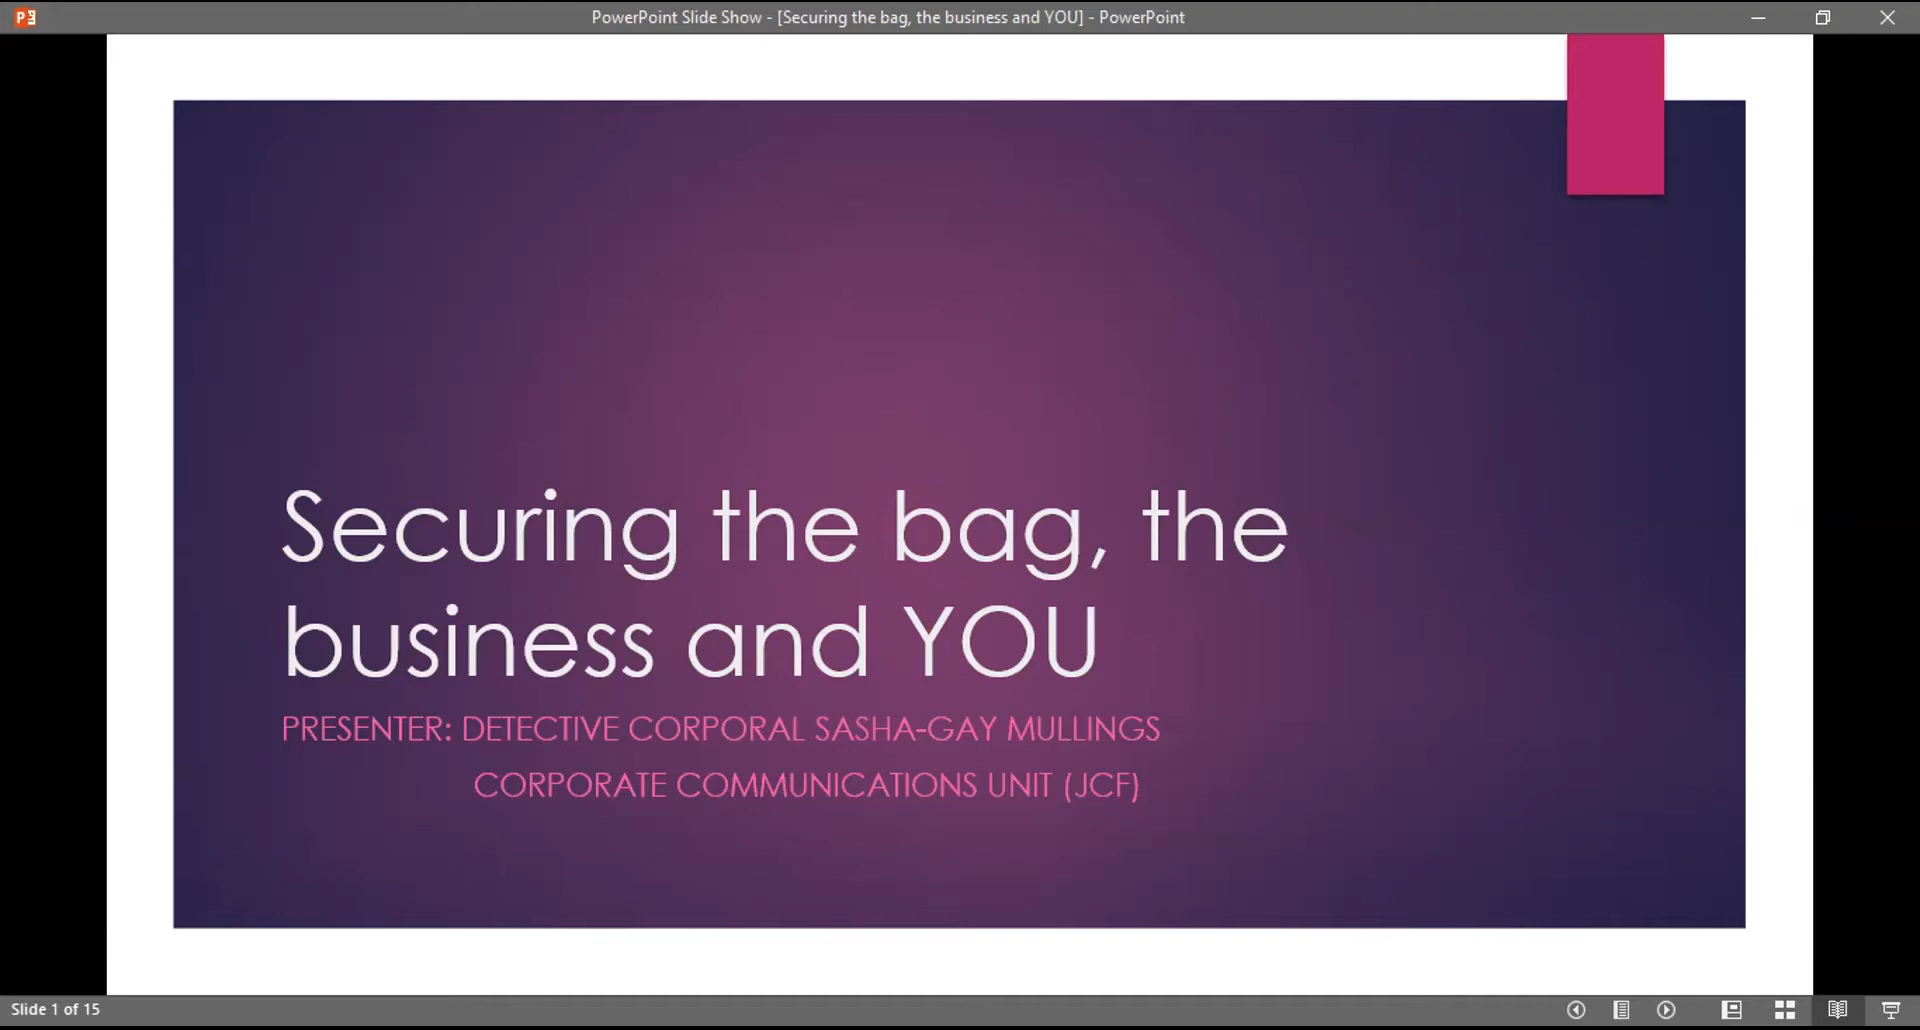 PowerPoint Slide Show - [Securing the bag, the business and YOU] - PowerPoint
Securing the bag, the
business and YOU
PRESENTER: DETECTIVE CORPORAL SASHA-GAY MULLINGS
CORPORATE COMMUNICATIONS UNIT (JCF)
Slide 1 of 15